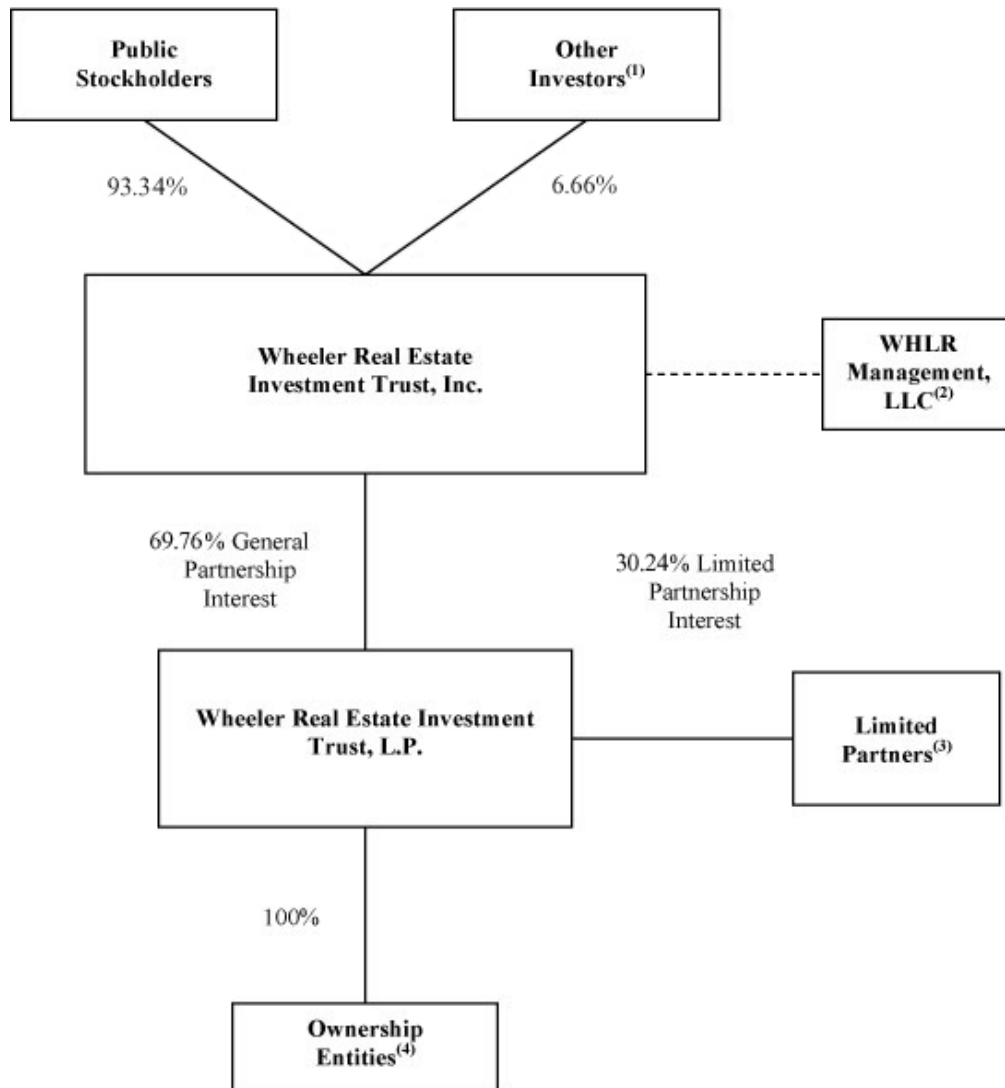 Public
Stockholders
Other
Investors(1)
93.34%
6.66%
Wheeler Real Estate
Investment Trust, Inc.
WHLR
Management,
LLC(2)
69.76% General
Partnership
Interest
30.24% Limited
Partnership
Interest
Wheeler Real Estate Investment
Trust, L.P.
Limited
Partners(3)
100%
Ownership
Entities(4)